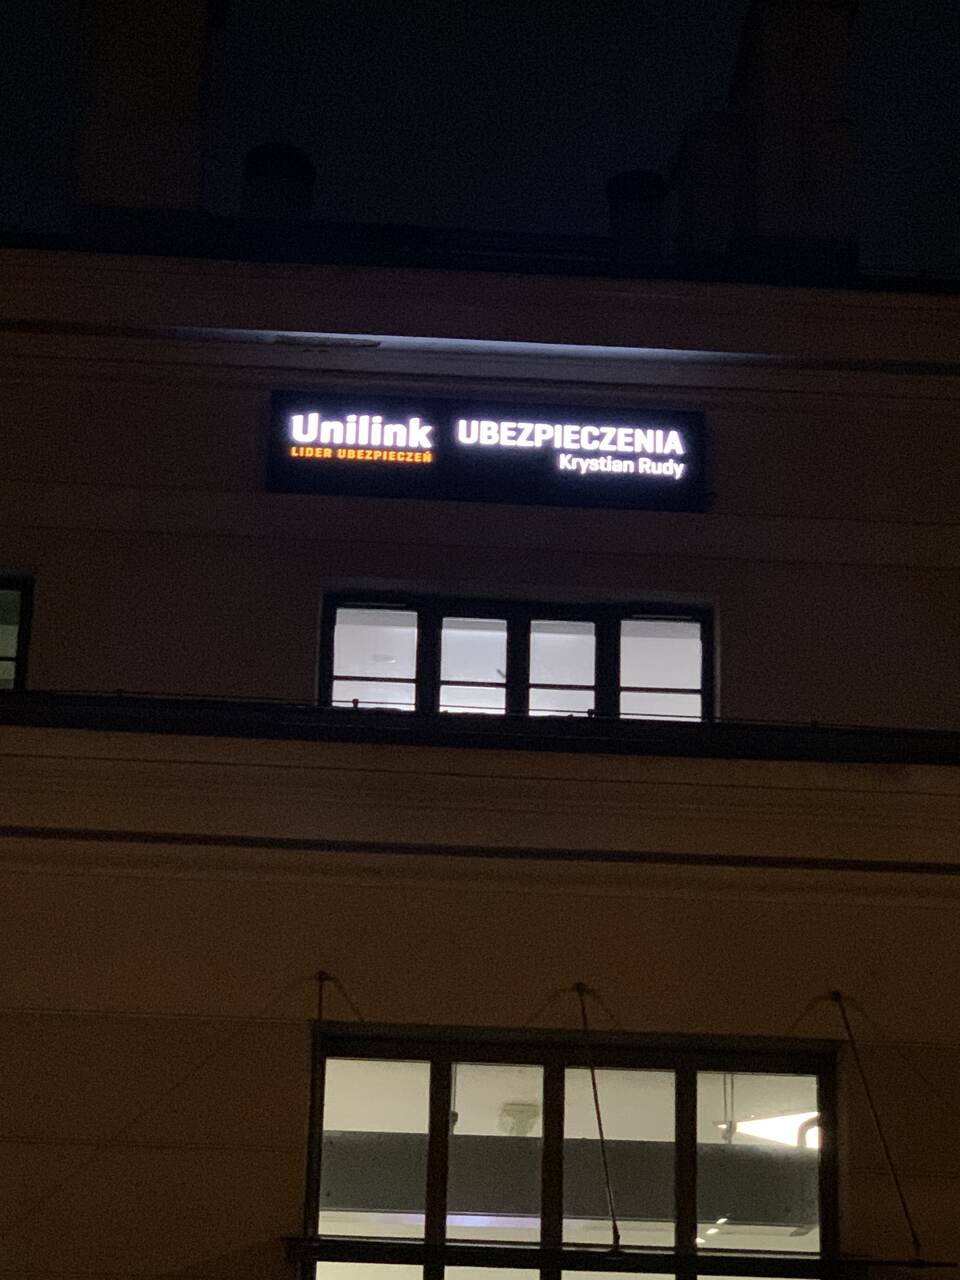 Unilink
LIDER UBEZPIECZEŃ
UBEZPIECZENIA
Krystian Rudy